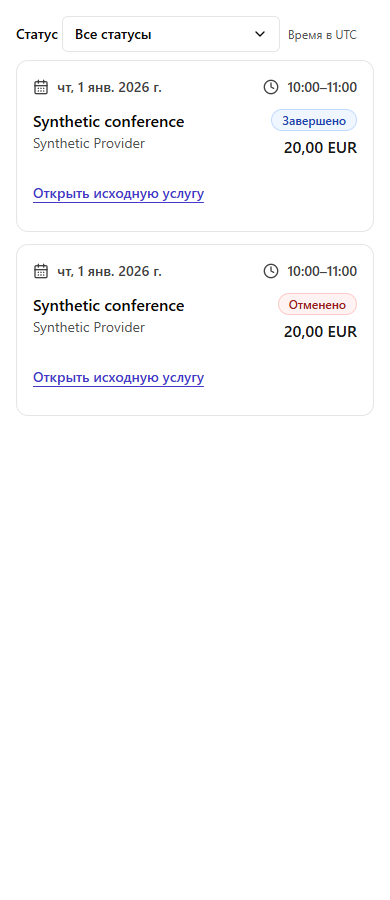 Статус Все статусы Время в UTC
чт, 1 янв. 2026 г. 10:00–11:00
Synthetic conference Завершено
Synthetic Provider 20,00 EUR
Открыть исходную услугу
чт, 1 янв. 2026 г. 10:00–11:00
Synthetic conference Отменено
Synthetic Provider 20,00 EUR
Открыть исходную услугу